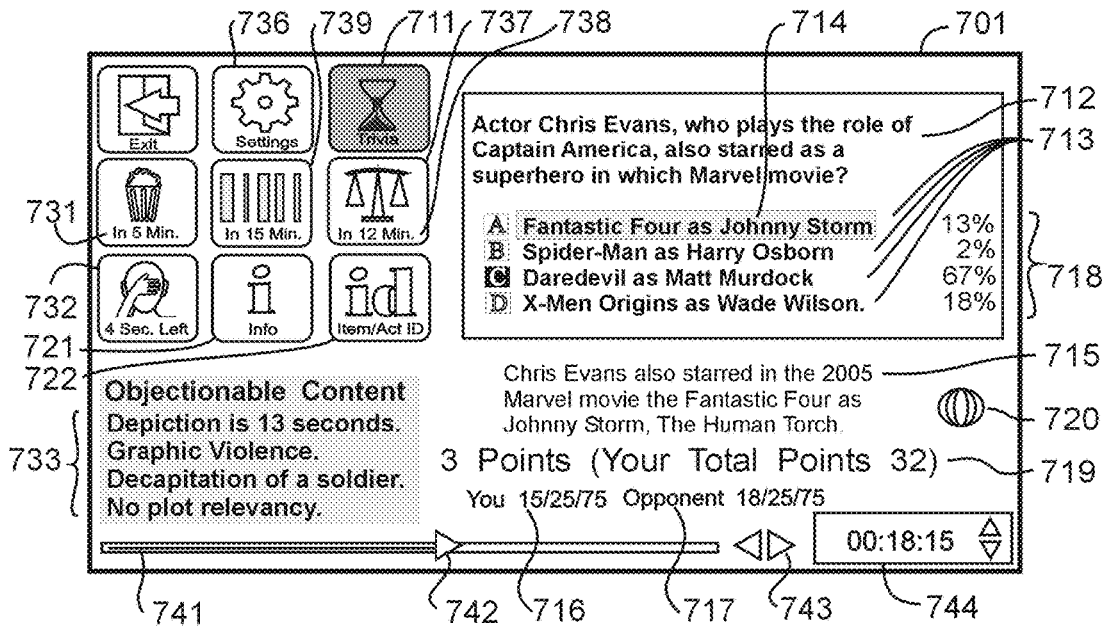 736 739 711 737 738 714 701
Exit Settings Trivia
Actor Chris Evans, who plays the role of
Captain America, also starred as a
superhero in which Marvel movie?
712
713
In 5 Min. In 15 Min. In 12 Min.
A Fantastic Four as Johnny Storm 13%
B Spider-Man as Harry Osborn 2%
C Daredevil as Matt Murdock 67%
D X-Men Origins as Wade Wilson. 18%
718
731
732
4 Sec. Left Info Item/Act ID
721
722
Objectionable Content
Depiction is 13 seconds.
Graphic Violence.
Decapitation of a soldier.
No plot relevancy.
733
Chris Evans also starred in the 2005
Marvel movie the Fantastic Four as
Johnny Storm, The Human Torch.
715
720
3 Points (Your Total Points 32)
719
You 15/25/75 Opponent 18/25/75
00:18:15
741 742 716 717 743 744